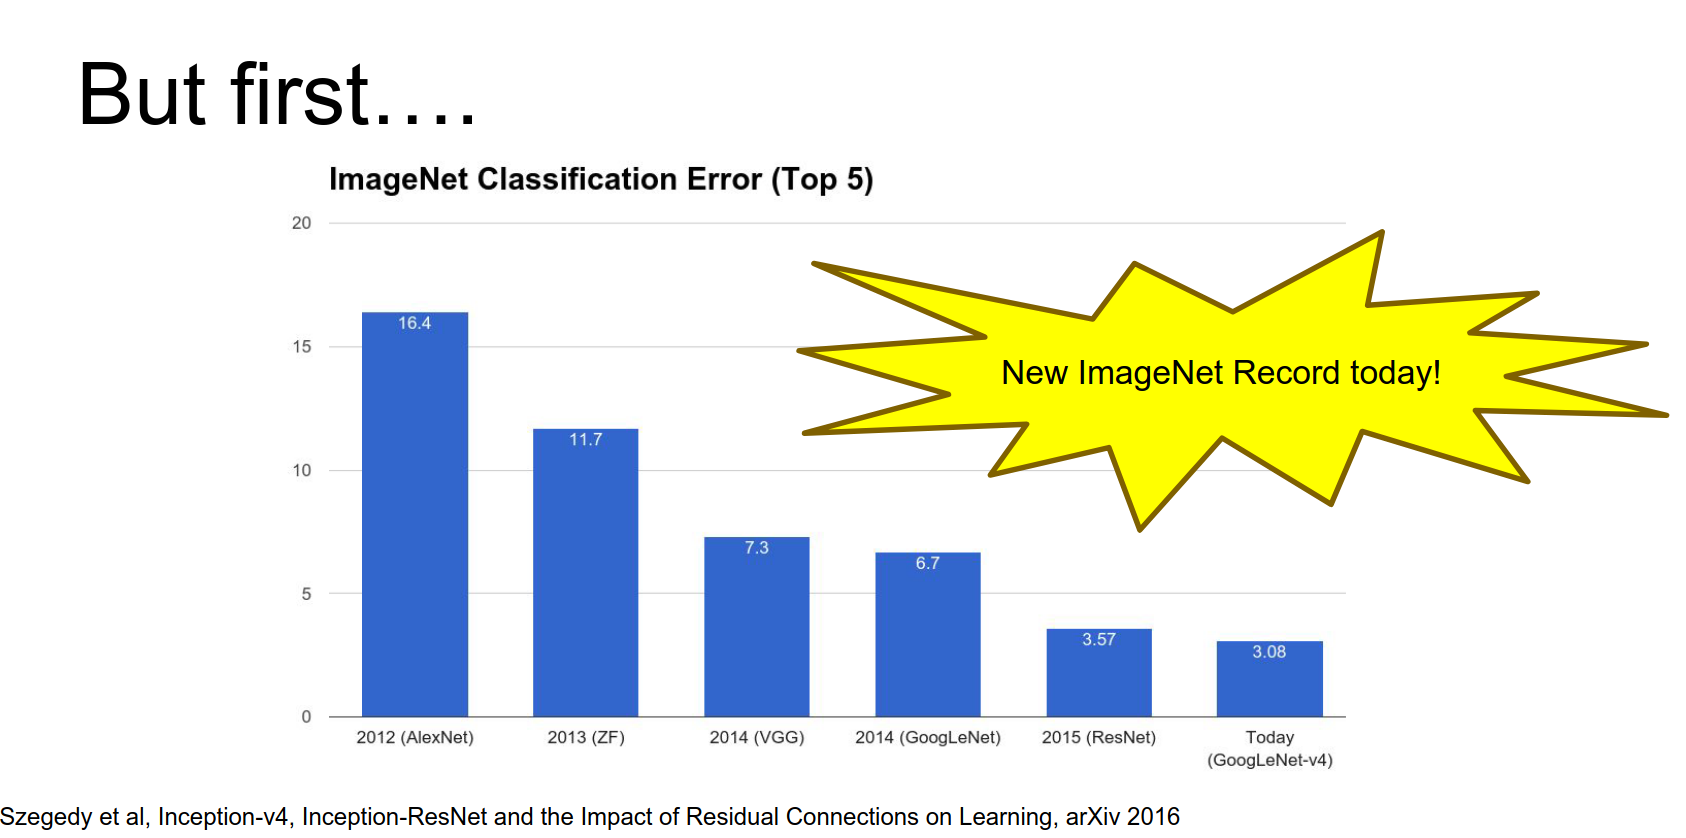 But first….
ImageNet Classification Error (Top 5)
20
15
10
5
0
16.4
11.7
7.3
6.7
3.57
3.08
New ImageNet Record today!
2012 (AlexNet)
2013 (ZF)
2014 (VGG)
2014 (GoogLeNet)
2015 (ResNet)
Today
(GoogLeNet-v4)
Szegedy et al, Inception-v4, Inception-ResNet and the Impact of Residual Connections on Learning, arXiv 2016